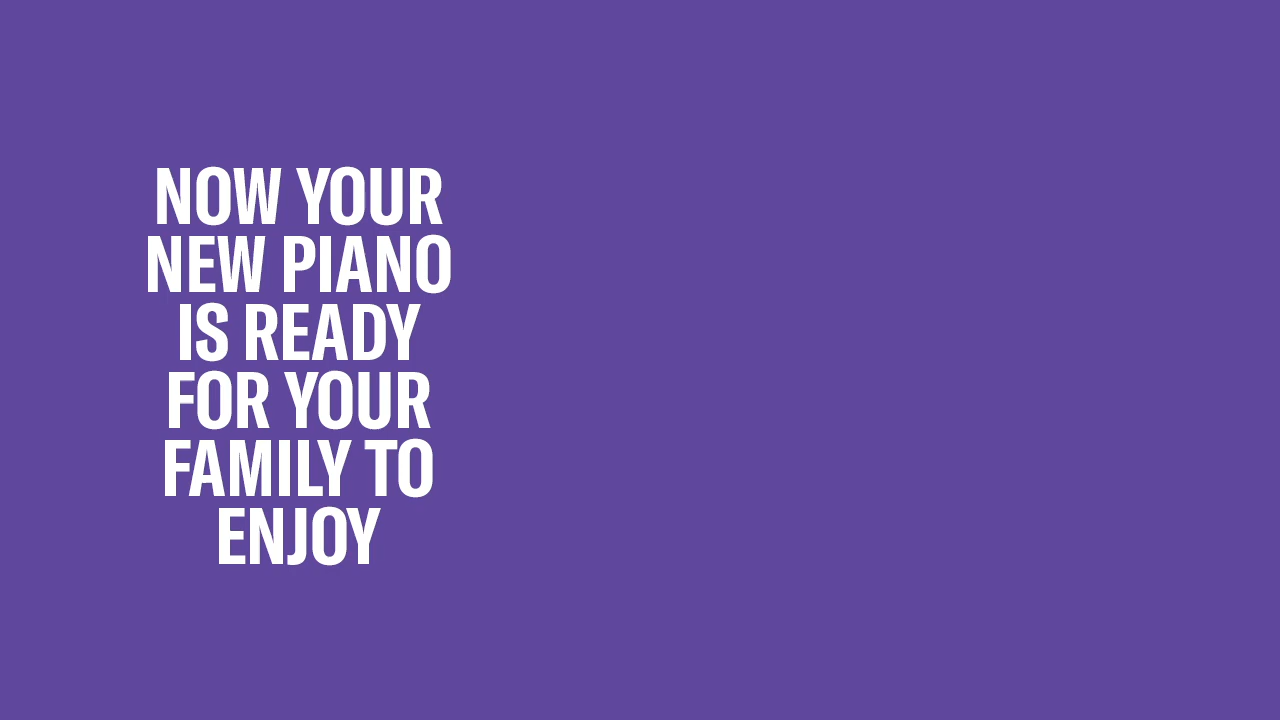 NOW YOUR
NEW PIANO
IS READY
FOR YOUR
FAMILY TO
ENJOY